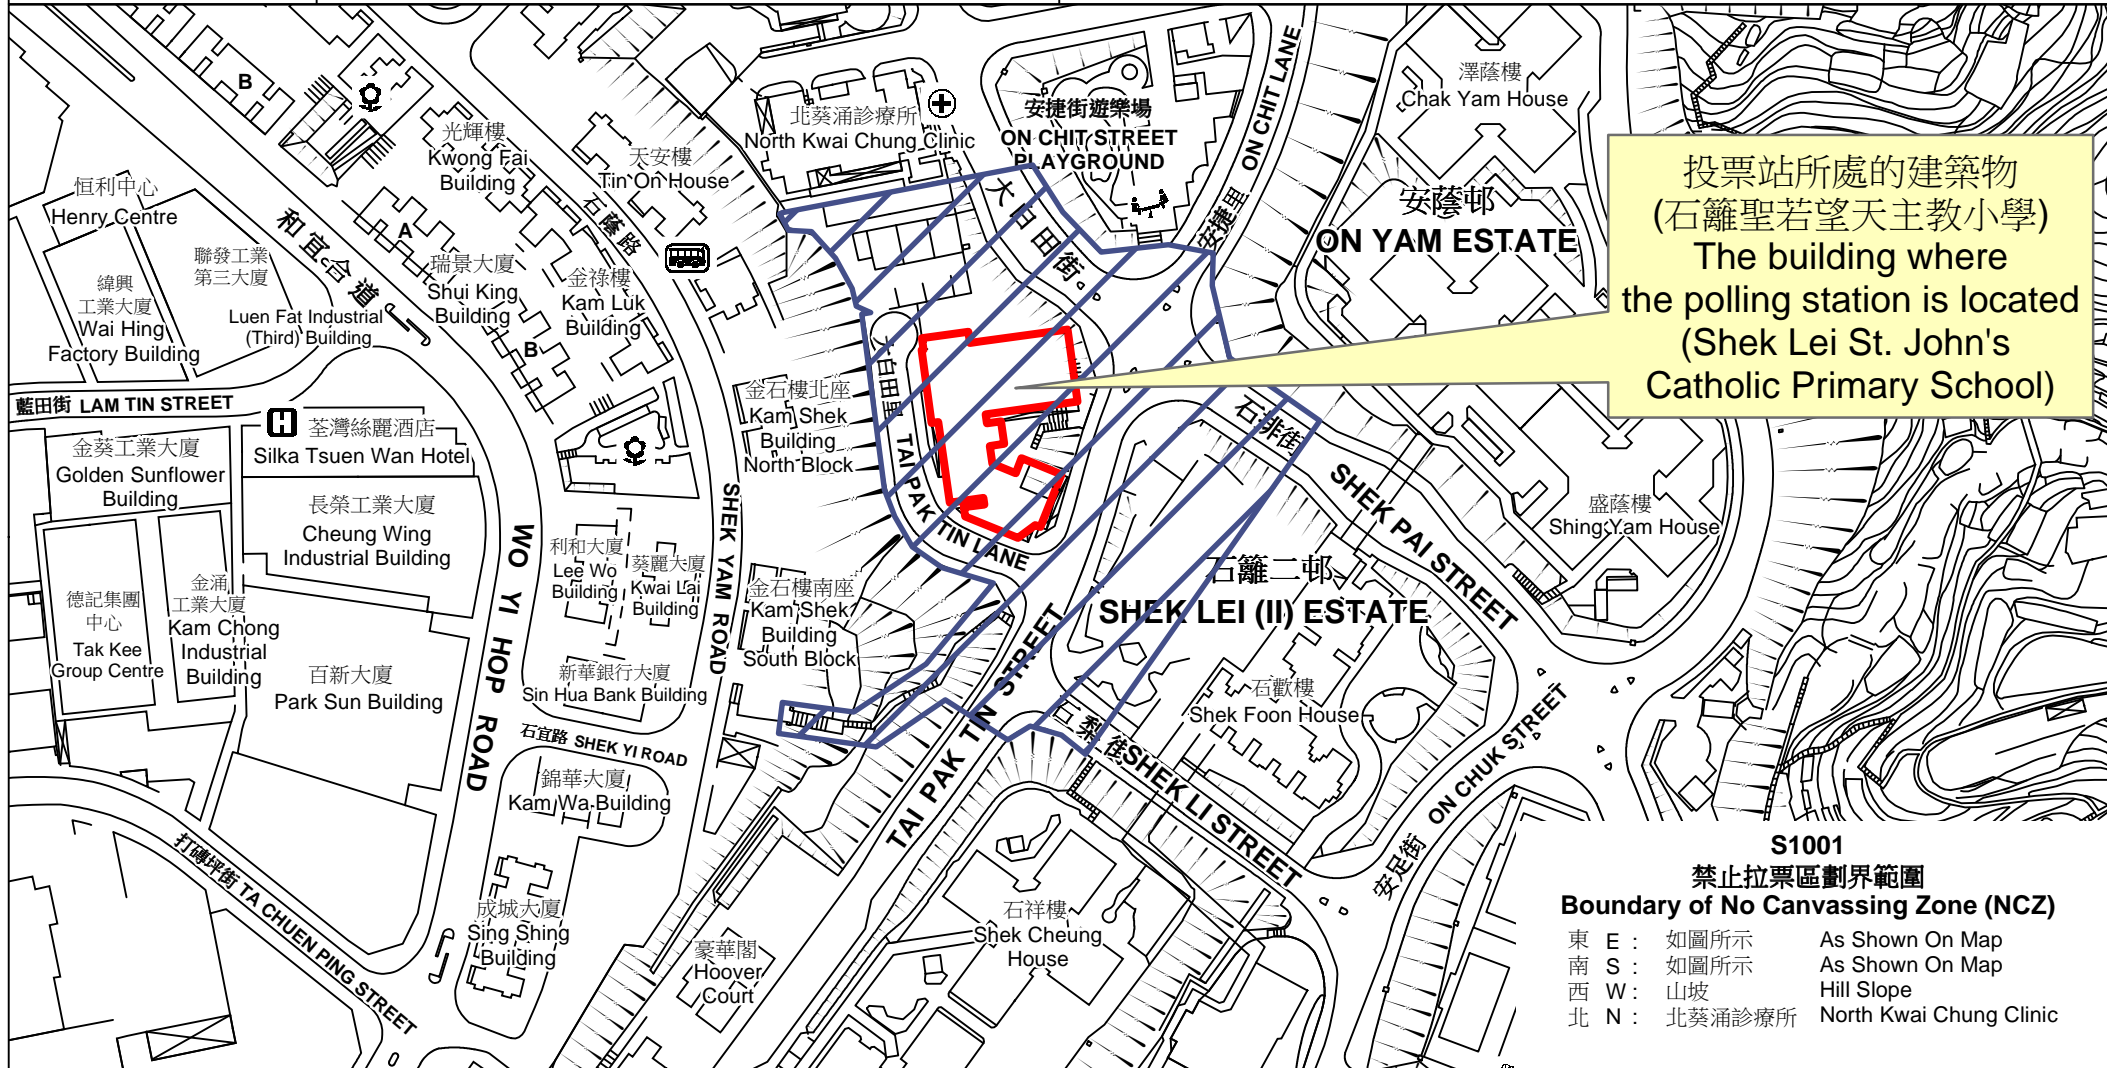 B
光輝樓
Kwong Fai
Building
天安樓
Tin On House
北葵涌診療所
North Kwai Chung Clinic
安捷街遊樂場
ON CHIT STREET
PLAYGROUND
安捷里 ON CHIT LANE
澤蔭樓
Chak Yam House
投票站所處的建築物
(石籬聖若望天主教小學)
The building where
the polling station is located
(Shek Lei St. John's
Catholic Primary School)
安蔭邨
ON YAM ESTATE
恒利中心
Henry Centre
聯發工業
第三大廈
Luen Fat Industrial
(Third) Building
緯興
工業大廈
Wai Hing
Factory Building
和宜合道
A
瑞景大廈
Shui King
Building
B
石蔭路
金祿樓
Kam Luk
Building
大白田街
大白田里
TAI PAK TIN LANE
藍田街 LAM TIN STREET
H
荃灣絲麗酒店
Silka Tsuen Wan Hotel
金葵工業大廈
Golden Sunflower
Building
長榮工業大廈
Cheung Wing
Industrial Building
金石樓北座
Kam Shek
Building
North Block
石排街
SHEK PAI STREET
盛蔭樓
Shing Yam House
WO YI HOP ROAD
SHEK YAM ROAD
利和大廈
Lee Wo
Building
葵麗大廈
Kwai Lai
Building
金石樓南座
Kam Shek
Building
South Block
石籬二邨
SHEK LEI (II) ESTATE
德記集團
中心
Tak Kee
Group Centre
金涌
工業大廈
Kam Chong
Industrial
Building
百新大廈
Park Sun Building
新華銀行大廈
Sin Hua Bank Building
石宜路 SHEK YI ROAD
TAI PAK TIN STREET
石歡樓
Shek Foon House
石梨街 SHEK LI STREET
安足街 ON CHUK STREET
錦華大廈
Kam Wa Building
打磚坪街 TA CHUEN PING STREET
成城大廈
Sing Shing
Building
豪華閣
Hoover
Court
石祥樓
Shek Cheung
House
S1001
禁止拉票區劃界範圍
Boundary of No Canvassing Zone (NCZ)
東 E : 如圖所示 As Shown On Map
南 S : 如圖所示 As Shown On Map
西 W : 山坡 Hill Slope
北 N : 北葵涌診療所 North Kwai Chung Clinic